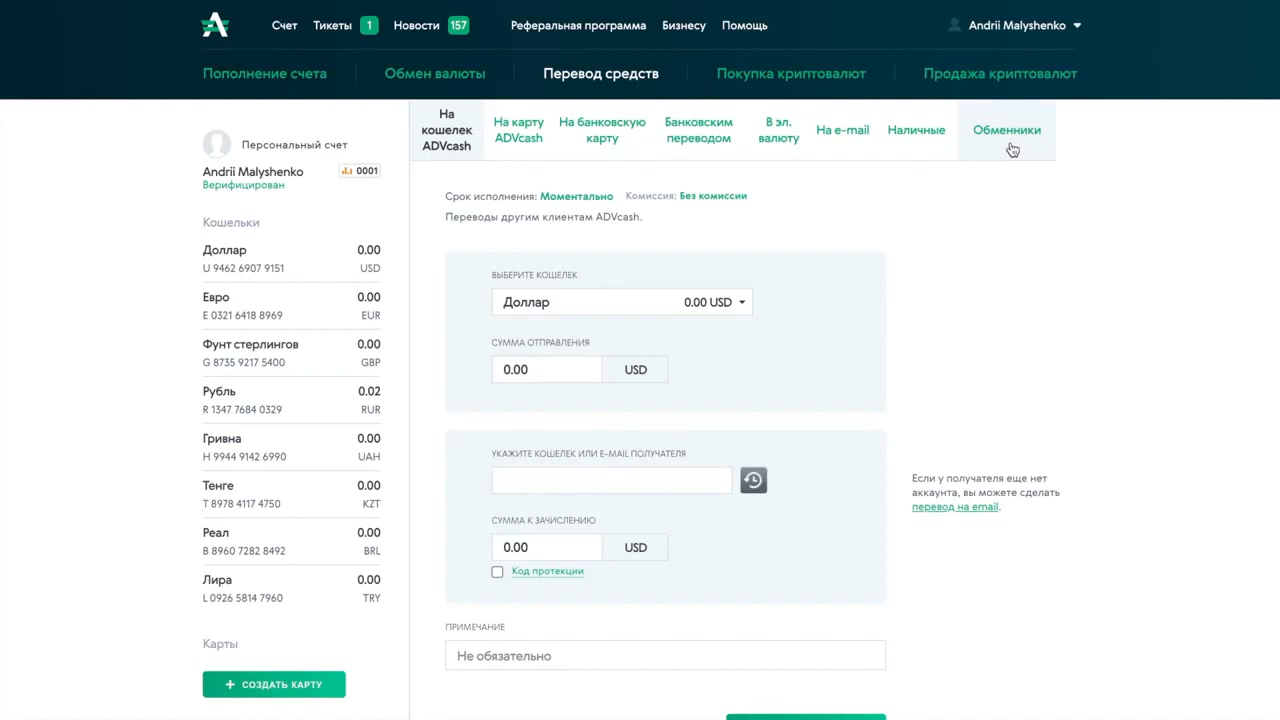 Счет
Тикеты 1
Новости 157
Реферальная программа
Бизнесу
Помощь
Andrii Malyshenko
Пополнение счета
Обмен валюты
Перевод средств
Покупка криптовалют
Продажа криптовалют
На
кошелек
ADVcash
На карту
ADVcash
На банковскую
карту
Банковским
переводом
В эл.
валюту
На e-mail
Наличные
Обменники
Персональный счет
Andrii Malyshenko
0001
Верифицирован
Кошельки
Доллар 0.00
U 9462 6907 9151 USD
Евро 0.00
E 0321 6418 8969 EUR
Фунт стерлингов 0.00
G 8735 9217 5400 GBP
Рубль 0.02
R 1347 7684 0329 RUR
Гривна 0.00
H 9944 9142 6990 UAH
Тенге 0.00
T 8978 4117 4750 KZT
Реал 0.00
B 8960 7282 8492 BRL
Лира 0.00
L 0926 5814 7960 TRY
Карты
+ СОЗДАТЬ КАРТУ
Срок исполнения: Моментально Комиссия: Без комиссии
Переводы другим клиентам ADVcash.
ВЫБЕРИТЕ КОШЕЛЕК
Доллар 0.00 USD
СУММА ОТПРАВЛЕНИЯ
0.00 USD
УКАЖИТЕ КОШЕЛЕК ИЛИ E-MAIL ПОЛУЧАТЕЛЯ
СУММА К ЗАЧИСЛЕНИЮ
0.00 USD
Код протекции
Если у получателя еще нет
аккаунта, вы можете сделать
перевод на email.
ПРИМЕЧАНИЕ
Не обязательно